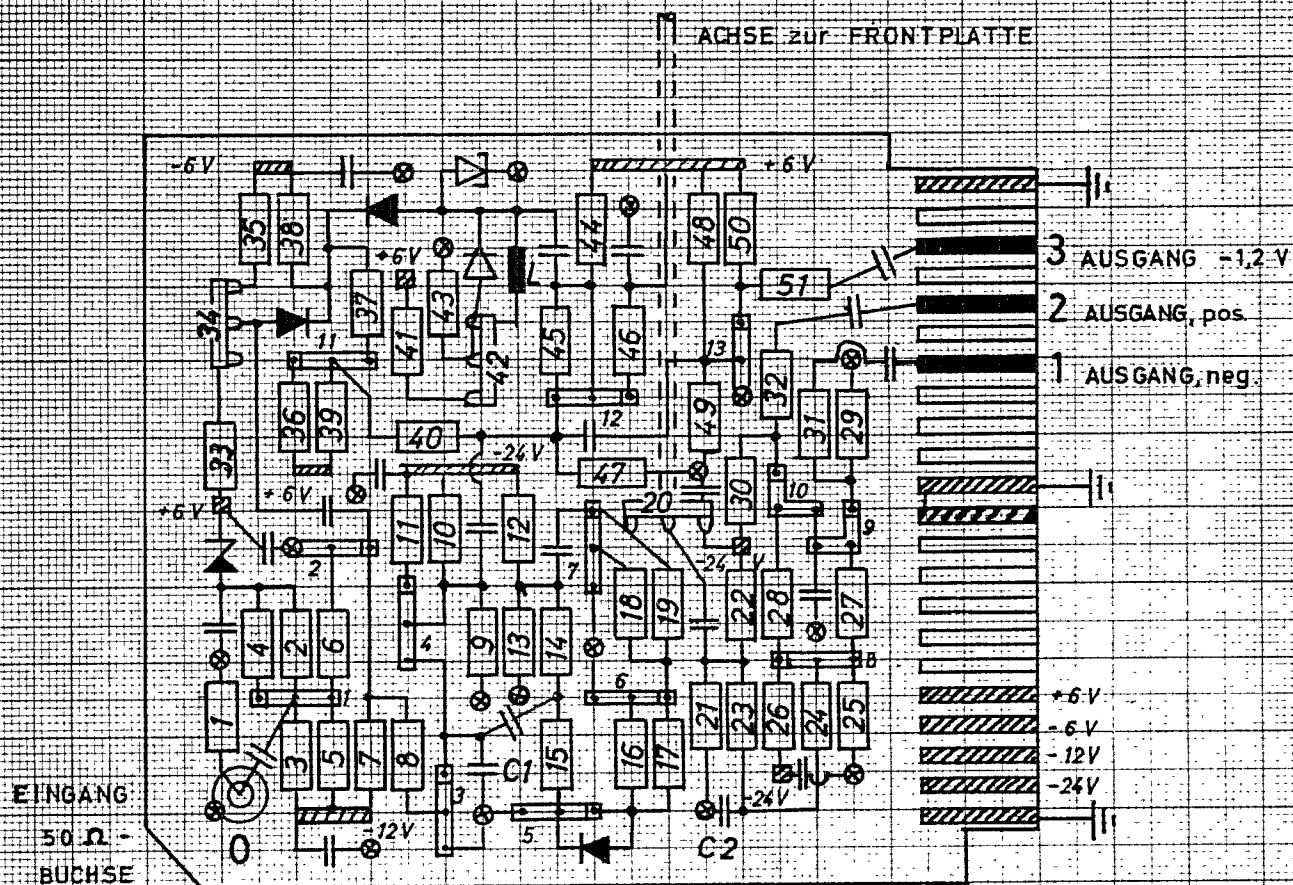 ACHSE zur FRONTPLATTE
-6V
+6V
35
38
44
48
50
+6V
3 AUSGANG -1,2 V
34
37
41
43
L
51
2 AUSGANG, pos.
11
42
45
46
13
32
1 AUSGANG, neg.
36
39
12
49
31
29
33
40
-24V
47
30
10
+6V
+6V
11
10
12
20
9
2
7
-24V
4
2
6
4
9
13
14
18
19
22
28
27
1
1
6
8
3
5
7
8
15
16
17
21
23
26
24
25
+6V
-6V
-12V
-24V
C1
3
5
-24V
C2
-12V
0
EINGANG
50 Ω -
BUCHSE